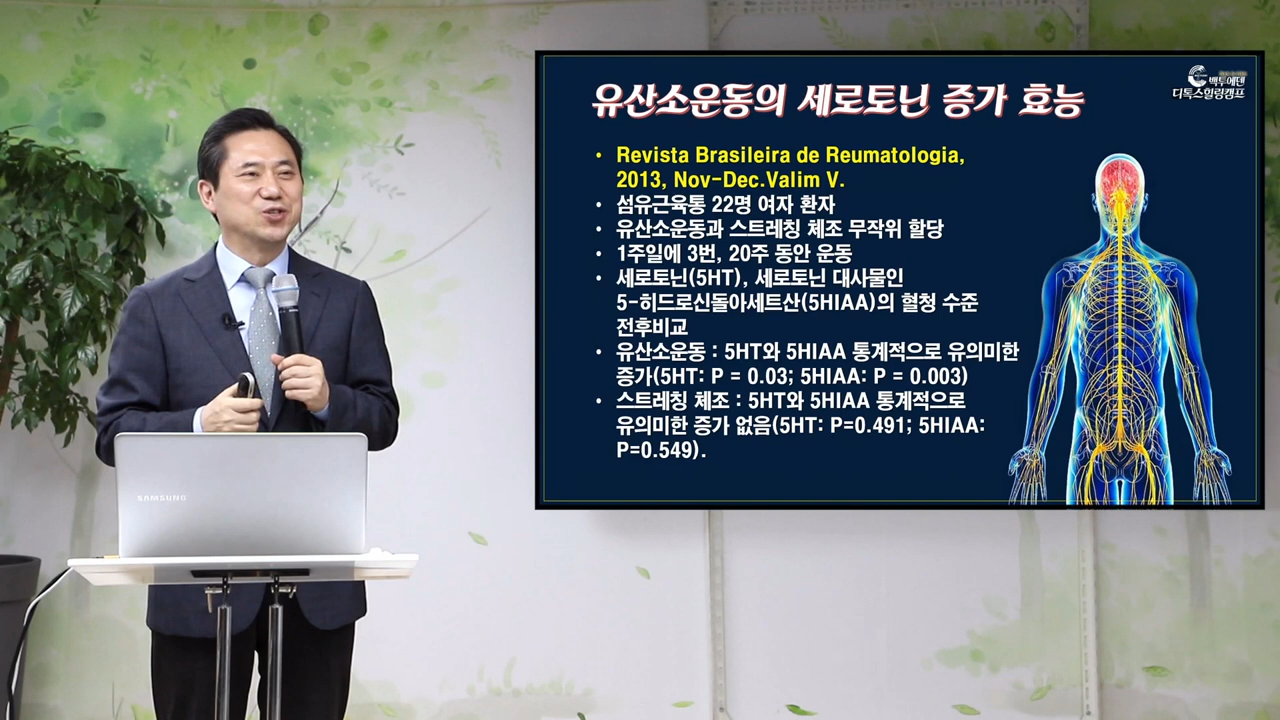 백투에덴
디톡스힐링캠프
유산소운동의 세로토닌 증가 효능
• Revista Brasileira de Reumatologia,
2013, Nov-Dec.Valim V.
• 섬유근육통 22명 여자 환자
• 유산소운동과 스트레칭 체조 무작위 할당
• 1주일에 3번, 20주 동안 운동
• 세로토닌(5HT), 세로토닌 대사물인
5-히드로신돌아세트산(5HIAA)의 혈청 수준
전후비교
• 유산소운동 : 5HT와 5HIAA 통계적으로 유의미한
증가(5HT: P = 0.03; 5HIAA: P = 0.003)
• 스트레칭 체조 : 5HT와 5HIAA 통계적으로
유의미한 증가 없음(5HT: P=0.491; 5HIAA:
P=0.549).
SAMSUNG